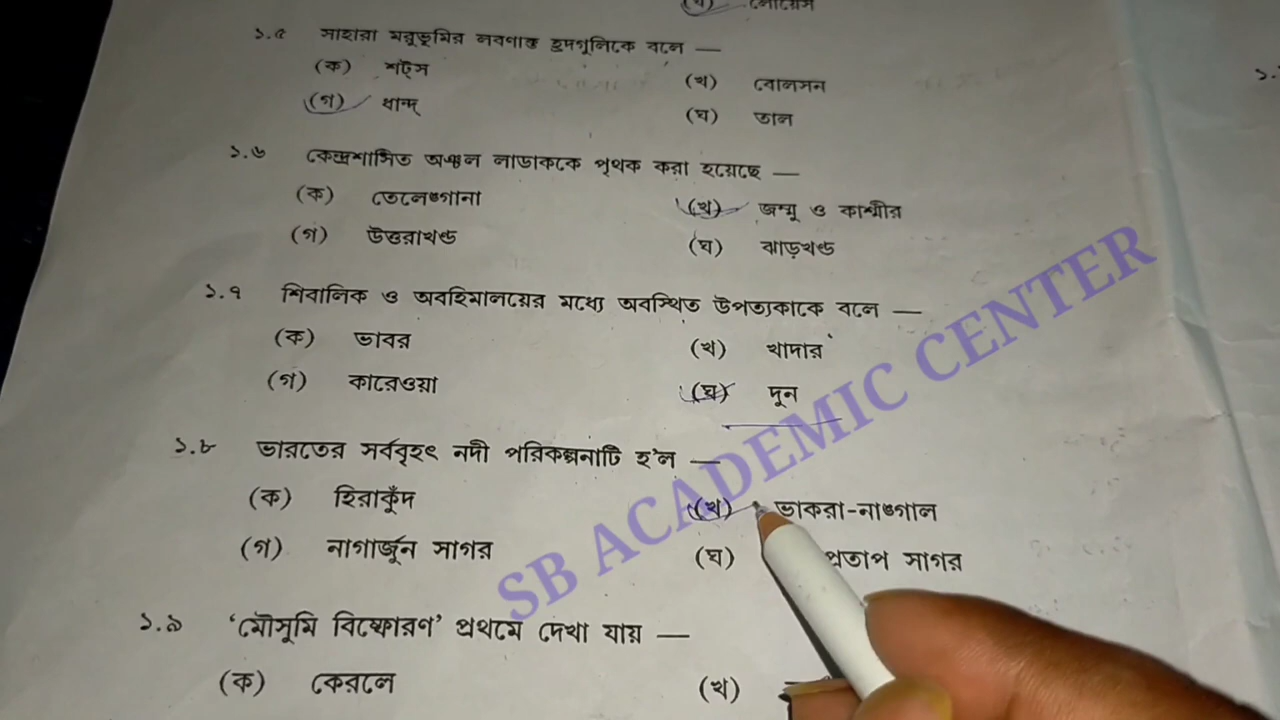 (ঘ) লোয়েস
১.৫ সাহারা মরুভূমির লবণাক্ত হ্রদগুলিকে বলে —
(ক) শটস্ (খ) বোলসন
(গ) ধান্দ্ (ঘ) তাল
১.৬ কেন্দ্রশাসিত অঞ্চল লাডাককে পৃথক করা হয়েছে —
(ক) তেলেঙ্গানা (খ) জম্মু ও কাশ্মীর
(গ) উত্তরাখণ্ড (ঘ) ঝাড়খণ্ড
১.৭ শিবালিক ও অবহিমালয়ের মধ্যে অবস্থিত উপত্যকাকে বলে —
(ক) ভাবর (খ) খাদার
(গ) কারেওয়া (ঘ) দুন
১.৮ ভারতের সর্ববৃহৎ নদী পরিকল্পনাটি হ'ল —
(ক) হিরাকুঁদ (খ) ভাকরা-নাঙ্গাল
(গ) নাগার্জুন সাগর (ঘ) প্রতাপ সাগর
১.৯ ‘মৌসুমি বিস্ফোরণ’ প্রথমে দেখা যায় —
(ক) কেরলে (খ)
SB ACADEMIC CENTER